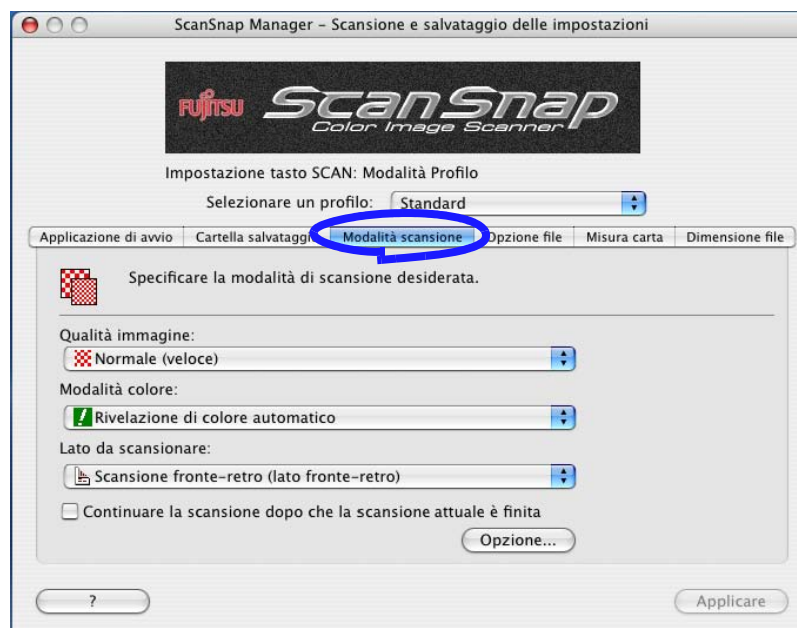 ScanSnap Manager – Scansione e salvataggio delle impostazioni
FUJITSU ScanSnap
Color Image Scanner
Impostazione tasto SCAN: Modalità Profilo
Selezionare un profilo: Standard
Applicazione di avvio Cartella salvataggi Modalità scansione Opzione file Misura carta Dimensione file
Specificare la modalità di scansione desiderata.
Qualità immagine:
Normale (veloce)
Modalità colore:
Rivelazione di colore automatico
Lato da scansionare:
Scansione fronte-retro (lato fronte-retro)
Continuare la scansione dopo che la scansione attuale è finita
Opzione...
? Applicare